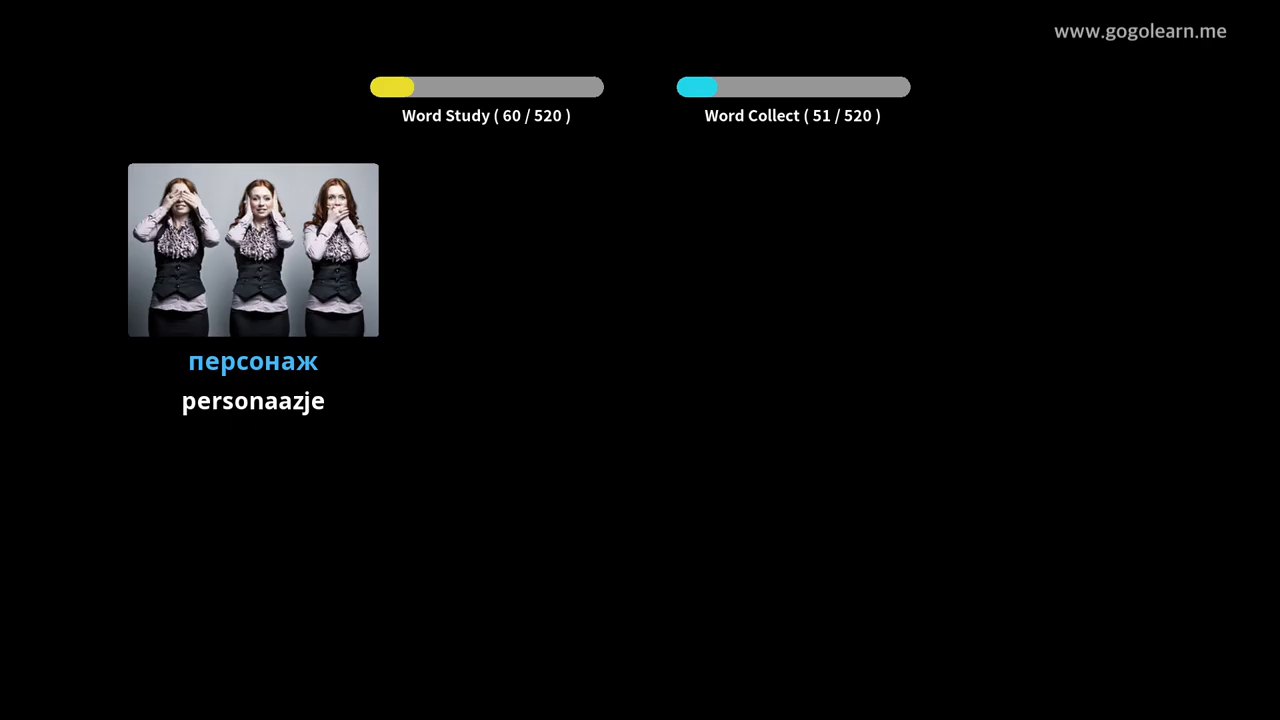 www.gogolearn.me
Word Study ( 60 / 520 )
Word Collect ( 51 / 520 )
персонаж
personaazje